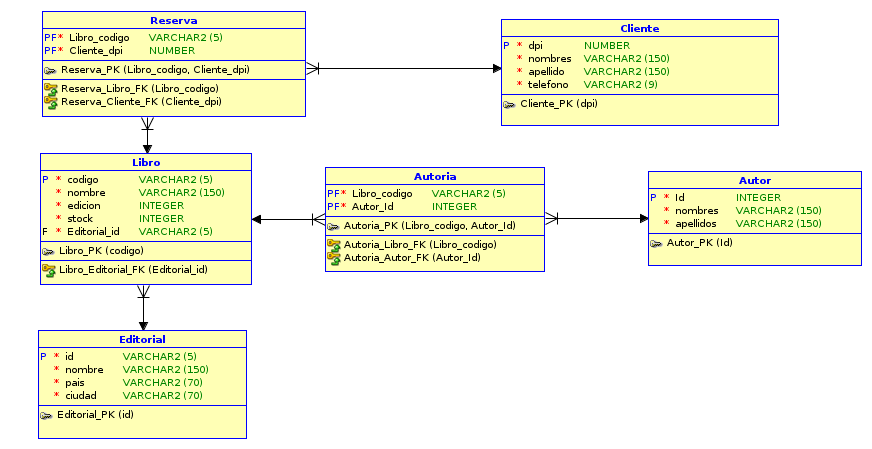 Reserva
PF* Libro_codigo VARCHAR2 (5)
PF* Cliente_dpi NUMBER
Reserva_PK (Libro_codigo, Cliente_dpi)
Reserva_Libro_FK (Libro_codigo)
Reserva_Cliente_FK (Cliente_dpi)
Cliente
P * dpi NUMBER
* nombres VARCHAR2 (150)
* apellido VARCHAR2 (150)
* telefono VARCHAR2 (9)
Cliente_PK (dpi)
Libro
P * codigo VARCHAR2 (5)
* nombre VARCHAR2 (150)
* edicion INTEGER
* stock INTEGER
F * Editorial_id VARCHAR2 (5)
Libro_PK (codigo)
Libro_Editorial_FK (Editorial_id)
Autoria
PF* Libro_codigo VARCHAR2 (5)
PF* Autor_Id INTEGER
Autoria_PK (Libro_codigo, Autor_Id)
Autoria_Libro_FK (Libro_codigo)
Autoria_Autor_FK (Autor_Id)
Autor
P * Id INTEGER
* nombres VARCHAR2 (150)
* apellidos VARCHAR2 (150)
Autor_PK (Id)
Editorial
P * id VARCHAR2 (5)
* nombre VARCHAR2 (150)
* pais VARCHAR2 (70)
* ciudad VARCHAR2 (70)
Editorial_PK (id)